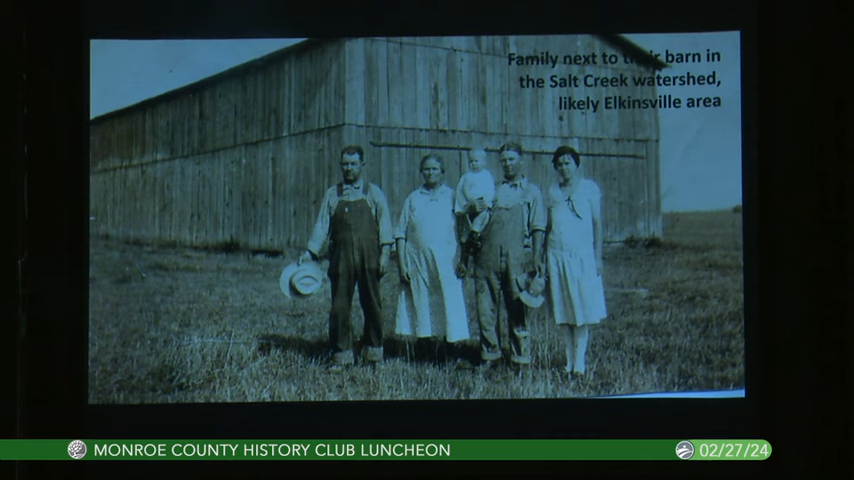 Family next to their barn in
the Salt Creek watershed,
likely Elkinsville area
MONROE COUNTY HISTORY CLUB LUNCHEON
02/27/24